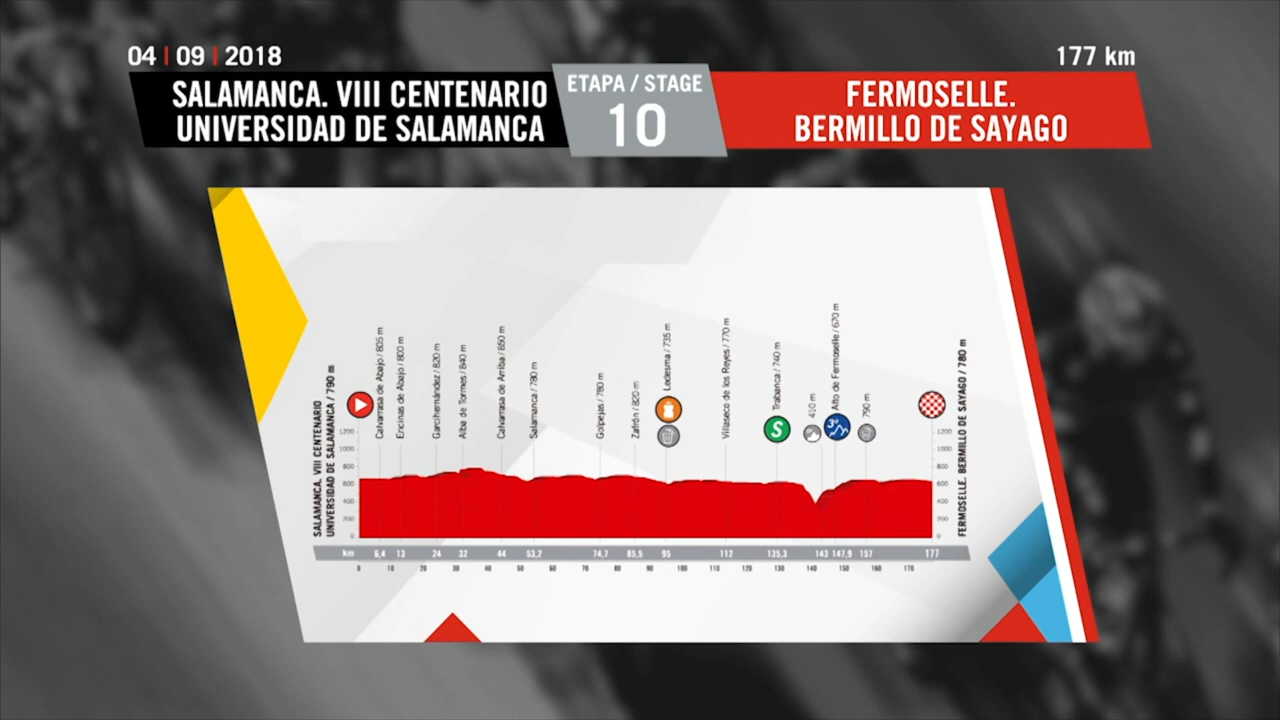 04 | 09 | 2018
177 km
SALAMANCA. VIII CENTENARIO
UNIVERSIDAD DE SALAMANCA
ETAPA / STAGE
10
FERMOSELLE.
BERMILLO DE SAYAGO
SALAMANCA. VIII CENTENARIO
UNIVERSIDAD DE SALAMANCA / 790 m
Calvarrasa de Abajo / 805 m
Encinas de Abajo / 800 m
Garcihernández / 820 m
Alba de Tormes / 840 m
Calvarrasa de Arriba / 850 m
Salamanca / 780 m
Golpejas / 780 m
Zafrón / 820 m
Ledesma / 735 m
Villaseco de los Reyes / 770 m
Trabanca / 740 m
S
410 m
Alto de Fermoselle / 670 m
3ª
790 m
FERMOSELLE. BERMILLO DE SAYAGO / 780 m
1200
1000
800
600
400
200
0
1200
1000
800
600
400
200
0
km 6,4 13 24 32 44 53,2 74,7 85,5 95 112 135,3 143 147,9 157 177
0 10 20 30 40 50 60 70 80 90 100 110 120 130 140 150 160 170